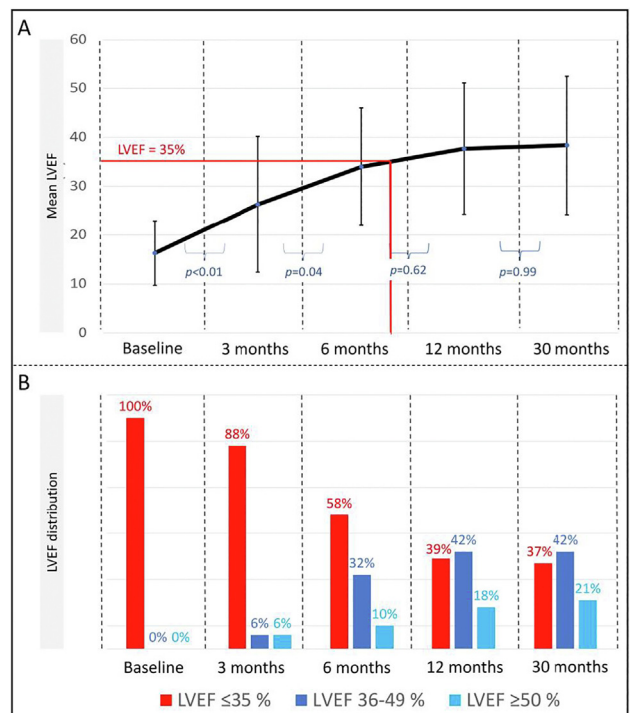 A
60
50
40
30
20
10
0
Mean LVEF
LVEF = 35%
p<0.01
p=0.04
p=0.62
p=0.99
Baseline
3 months
6 months
12 months
30 months
B
LVEF distribution
100%
0%
0%
88%
6%
6%
58%
32%
10%
39%
42%
18%
37%
42%
21%
Baseline
3 months
6 months
12 months
30 months
LVEF ≤35 %
LVEF 36-49 %
LVEF ≥50 %